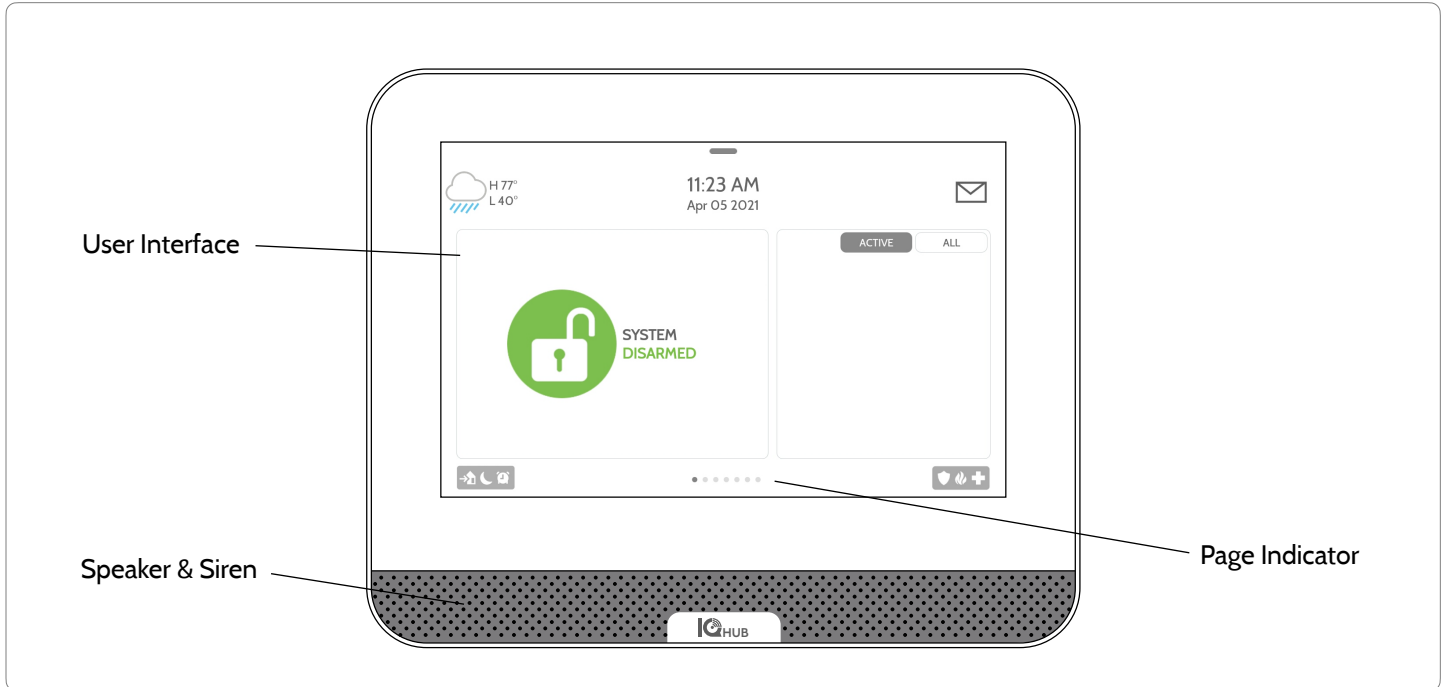 H 77°
L 40°
11:23 AM
Apr 05 2021
User Interface
ACTIVE
ALL
SYSTEM
DISARMED
Page Indicator
Speaker & Siren
IQ HUB